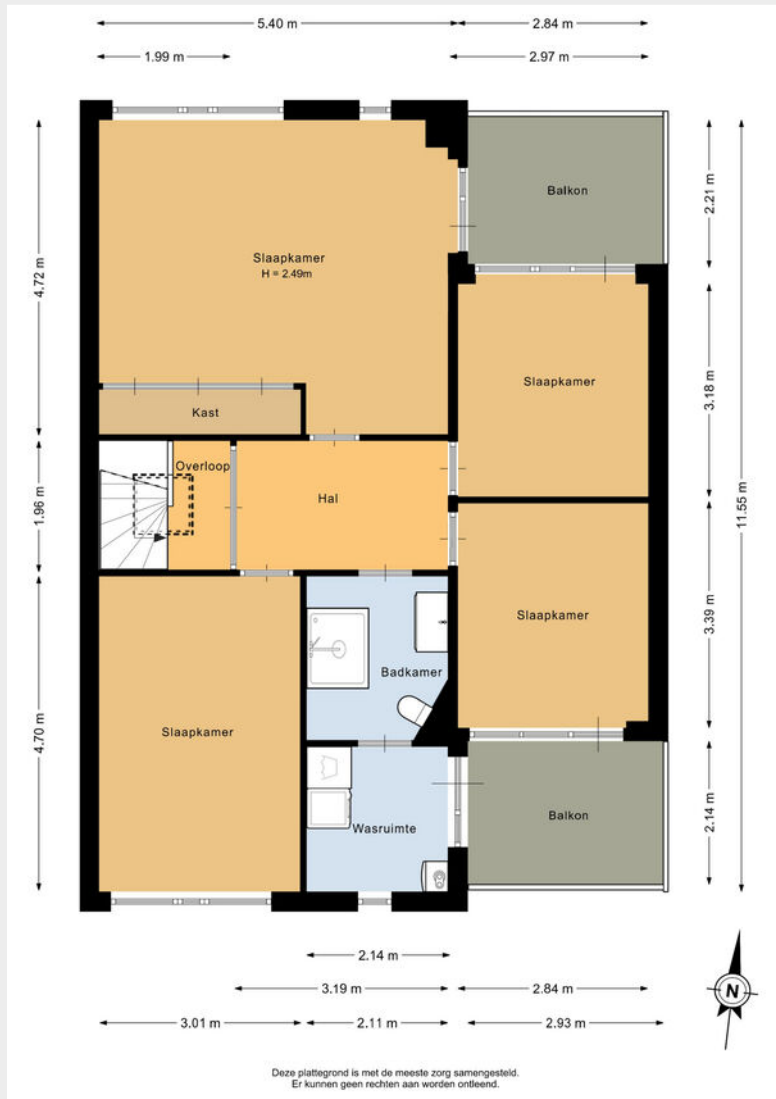 5.40 m
2.84 m
1.99 m
2.97 m
Balkon
2.21 m
Slaapkamer
H = 2.49m
4.72 m
Slaapkamer
3.18 m
Kast
Overloop
Hal
1.96 m
11.55 m
Slaapkamer
3.39 m
Badkamer
Slaapkamer
4.70 m
Wasruimte
Balkon
2.14 m
2.14 m
3.19 m
2.84 m
3.01 m
2.11 m
2.93 m
N
Deze plattegrond is met de meeste zorg samengesteld.
Er kunnen geen rechten aan worden ontleend.